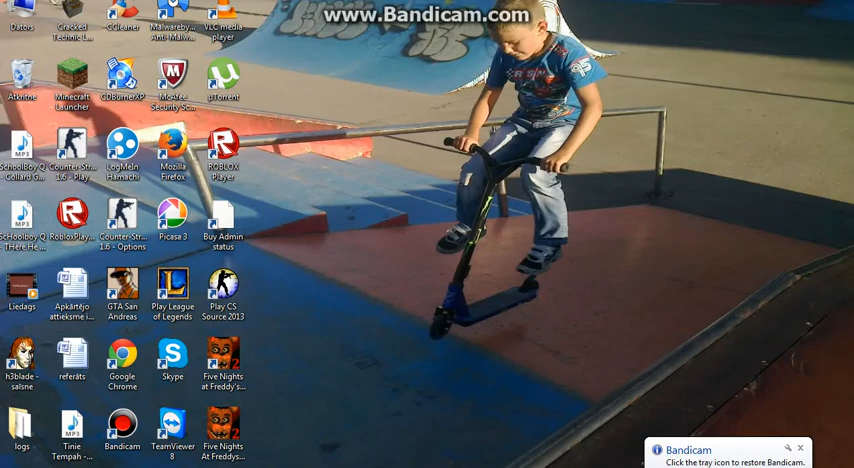 www.Bandicam.com
Dators
Cracked
Technic L...
CCleaner
Malwareby...
Anti-Malw...
VLC media
player
Atkritne
Minecraft
Launcher
CDBurnerXP
McAfee
Security Sc...
µTorrent
SchoolBoy Q
- Collard G...
Counter-Str...
1.6 - Play
LogMeIn
Hamachi
Mozilla
Firefox
ROBLOX
Player
ScHoolboy Q
- THere He ...
RobloxPlay...
Counter-Str...
1.6 - Options
Picasa 3
Buy Admin
status
Liedags
Apkārtējo
attieksme i...
GTA San
Andreas
Play League
of Legends
Play CS
Source 2013
h3blade -
saīsne
referāts
Google
Chrome
Skype
Five Nights
at Freddy's...
logs
Tinie
Tempah -...
Bandicam
TeamViewer
8
Five Nights
At Freddys...
Bandicam
Click the tray icon to restore Bandicam.